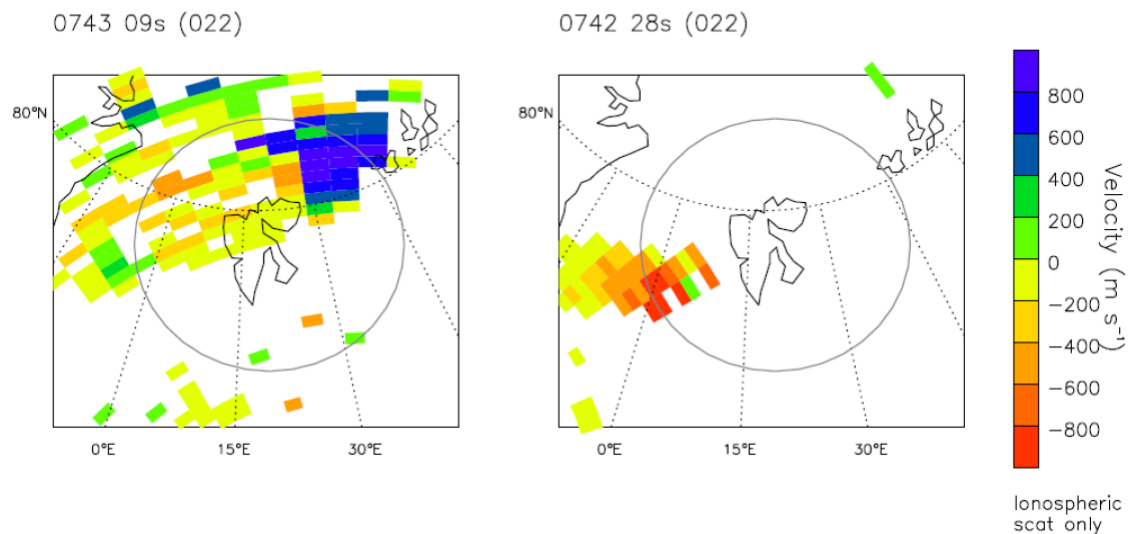 0743 09s (022)
0742 28s (022)
80°N
0°E
15°E
30°E
80°N
0°E
15°E
30°E
800
600
400
200
0
−200
−400
−600
−800
Velocity (m s⁻¹)
Ionospheric
scat only